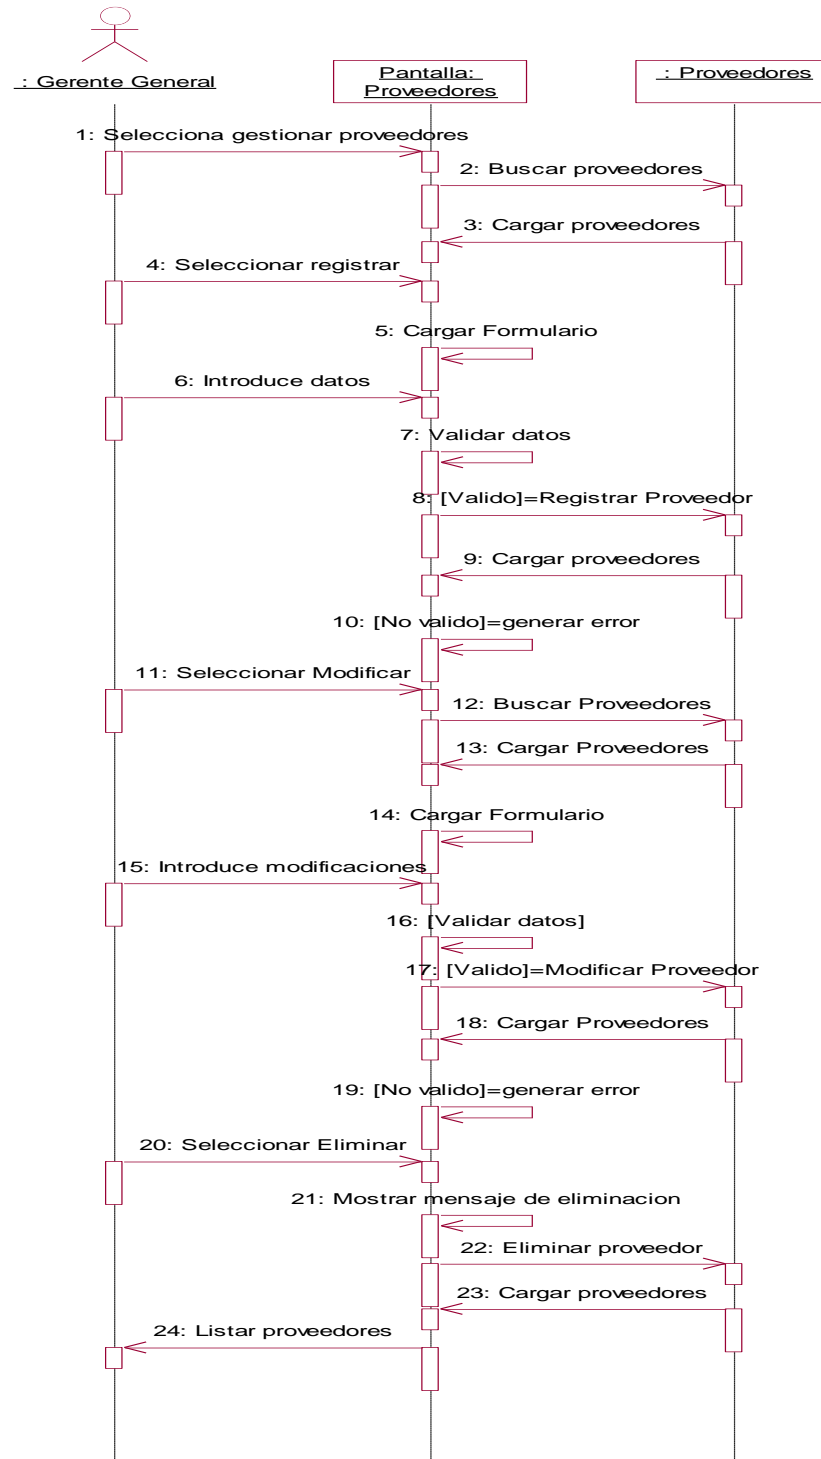 : Gerente General
Pantalla:
Proveedores
: Proveedores
1: Selecciona gestionar proveedores
2: Buscar proveedores
3: Cargar proveedores
4: Seleccionar registrar
5: Cargar Formulario
6: Introduce datos
7: Validar datos
8: [Valido]=Registrar Proveedor
9: Cargar proveedores
10: [No valido]=generar error
11: Seleccionar Modificar
12: Buscar Proveedores
13: Cargar Proveedores
14: Cargar Formulario
15: Introduce modificaciones
16: [Validar datos]
17: [Valido]=Modificar Proveedor
18: Cargar Proveedores
19: [No valido]=generar error
20: Seleccionar Eliminar
21: Mostrar mensaje de eliminacion
22: Eliminar proveedor
23: Cargar proveedores
24: Listar proveedores